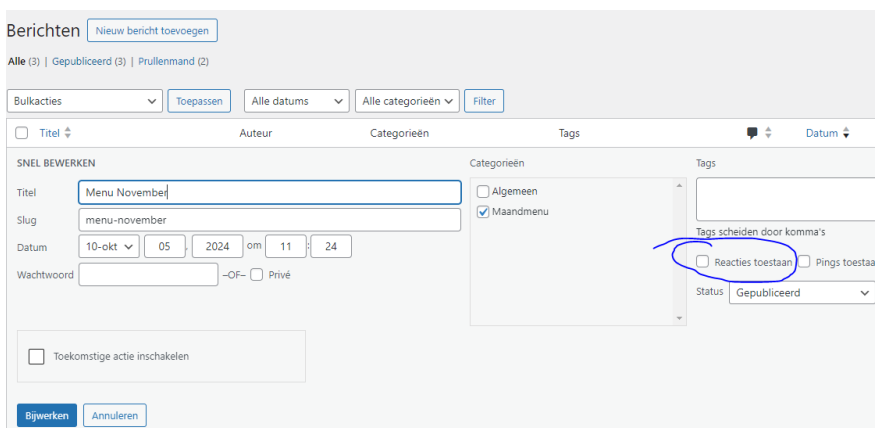 Berichten Nieuw bericht toevoegen
Alle (3) | Gepubliceerd (3) | Prullenmand (2)
Bulkacties Toepassen Alle datums Alle categorieën Filter
Titel Auteur Categorieën Tags Datum
SNEL BEWERKEN Categorieën Tags
Titel Menu November
Algemeen
Slug menu-november
Maandmenu
Tags scheiden door komma's
Datum 10-okt 05 , 2024 om 11 : 24
Reacties toestaan Pings toestaa
Wachtwoord –OF– Privé
Status Gepubliceerd
Toekomstige actie inschakelen
Bijwerken Annuleren